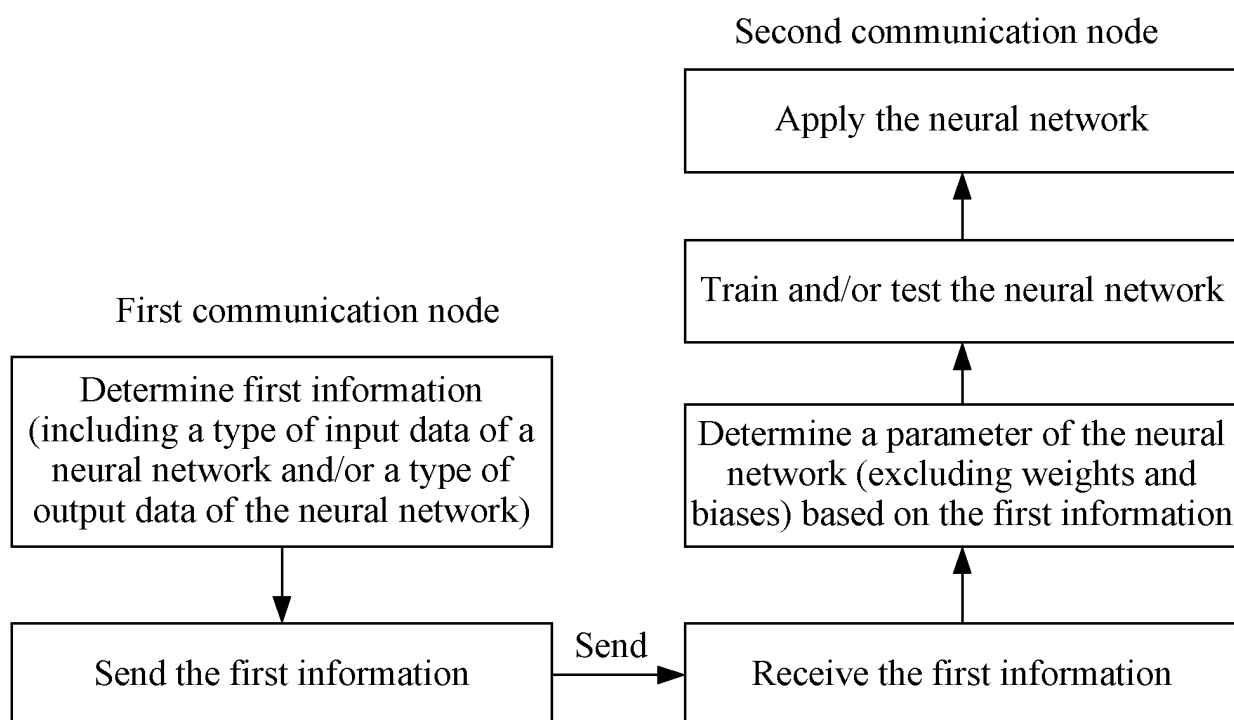 Second communication node
Apply the neural network
Train and/or test the neural network
First communication node
Determine first information
(including a type of input data of a
neural network and/or a type of
output data of the neural network)
Determine a parameter of the neural
network (excluding weights and
biases) based on the first information
Send the first information
Send
Receive the first information